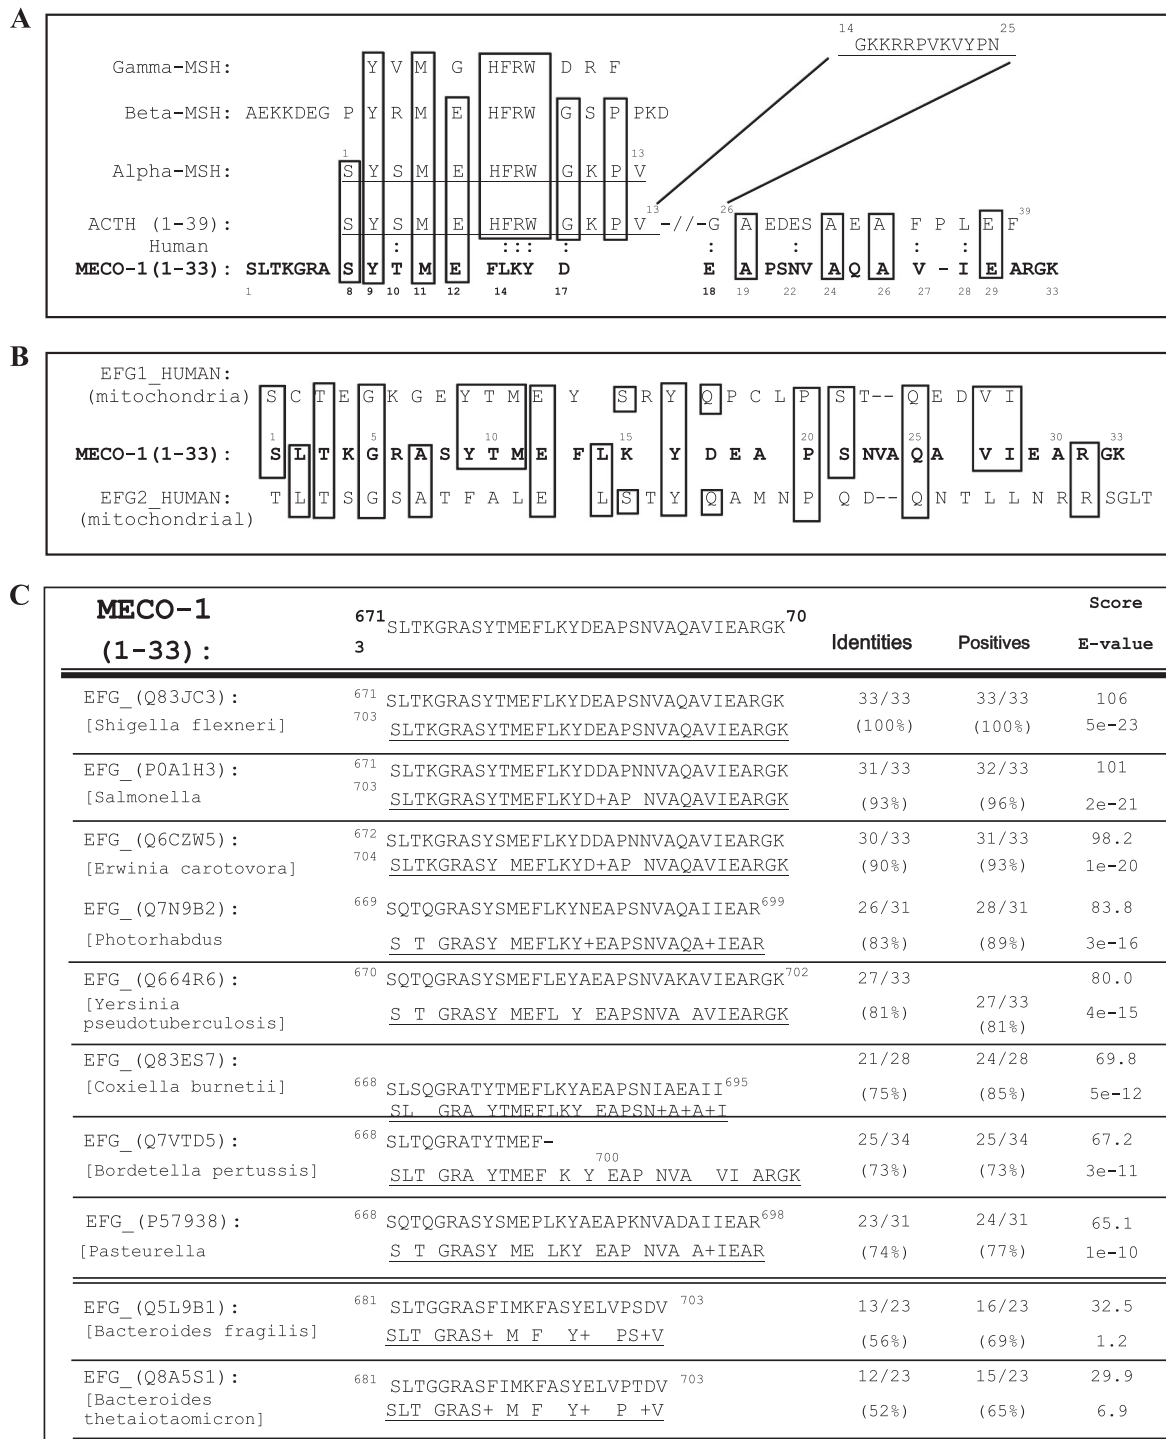 A
14 GKKRRPVKVYPN 25
Gamma-MSH: Y V M G HFRW D R F
Beta-MSH: AEKKDEG P Y R M E HFRW G S P PKD
1 13
Alpha-MSH: S Y S M E HFRW G K P V
13 26 39
ACTH (1-39): S Y S M E HFRW G K P V -//-G A EDES A E A F P L E F
Human : : : : : : : : :
MECO-1(1-33): SLTKGRA S Y T M E FLKY D E A PSNV A Q A V - I E ARGK
1 8 9 10 11 12 14 17 18 19 22 24 26 27 28 29 33
B
EFG1_HUMAN:
(mitochondria) S C T E G K G E Y T M E Y S R Y Q P C L P S T-- Q E D V I
1 5 10 15 20 25 30 33
MECO-1(1-33): S L T K G R A S Y T M E F L K Y D E A P S NVA Q A V I E A R GK
EFG2_HUMAN: T L T S G S A T F A L E L S T Y Q A M N P Q D-- Q N T L L N R R SGLT
(mitochondrial)
C
MECO-1 671 SLTKGRASYTMEFLKYDEAPSNVAQAVIEARGK 70 Score
(1-33): 3 Identities Positives E-value
EFG_(Q83JC3): 671 SLTKGRASYTMEFLKYDEAPSNVAQAVIEARGK 33/33 33/33 106
[Shigella flexneri] 703 SLTKGRASYTMEFLKYDEAPSNVAQAVIEARGK (100%) (100%) 5e-23
EFG_(P0A1H3): 671 SLTKGRASYTMEFLKYDDAPNNVAQAVIEARGK 31/33 32/33 101
[Salmonella 703 SLTKGRASYTMEFLKYD+AP NVAQAVIEARGK (93%) (96%) 2e-21
EFG_(Q6CZW5): 672 SLTKGRASYSMEFLKYDDAPNNVAQAVIEARGK 30/33 31/33 98.2
[Erwinia carotovora] 704 SLTKGRASY MEFLKYD+AP NVAQAVIEARGK (90%) (93%) 1e-20
EFG_(Q7N9B2): 669 SQTQGRASYSMEFLKYNEAPSNVAQAIIEAR 699 26/31 28/31 83.8
[Photorhabdus S T GRASY MEFLKY+EAPSNVAQA+IEAR (83%) (89%) 3e-16
EFG_(Q664R6): 670 SQTQGRASYSMEFLEYAEAPSNVAKAVIEARGK 702 27/33 80.0
[Yersinia 27/33
pseudotuberculosis] S T GRASY MEFL Y EAPSNVA AVIEARGK (81%) (81%) 4e-15
EFG_(Q83ES7): 21/28 24/28 69.8
[Coxiella burnetii] 668 SLSQGRATYTMEFLKYAEAPSNIAEAII 695 (75%) (85%) 5e-12
SL GRA YTMEFLKY EAPSN+A+A+I
EFG_(Q7VTD5): 668 SLTQGRATYTMEF- 25/34 25/34 67.2
700
[Bordetella pertussis] SLT GRA YTMEF K Y EAP NVA VI ARGK (73%) (73%) 3e-11
EFG_(P57938): 668 SQTQGRASYSMEPLKYAEAPKNVADAIIEAR 698 23/31 24/31 65.1
[Pasteurella S T GRASY ME LKY EAP NVA A+IEAR (74%) (77%) 1e-10
EFG_(Q5L9B1): 681 SLTGGRASFIMKFASYELVPSDV 703 13/23 16/23 32.5
[Bacteroides fragilis] SLT GRAS+ M F Y+ PS+V (56%) (69%) 1.2
EFG_(Q8A5S1): 681 SLTGGRASFIMKFASYELVPTDV 703 12/23 15/23 29.9
[Bacteroides
thetaiotaomicron] SLT GRAS+ M F Y+ P +V (52%) (65%) 6.9